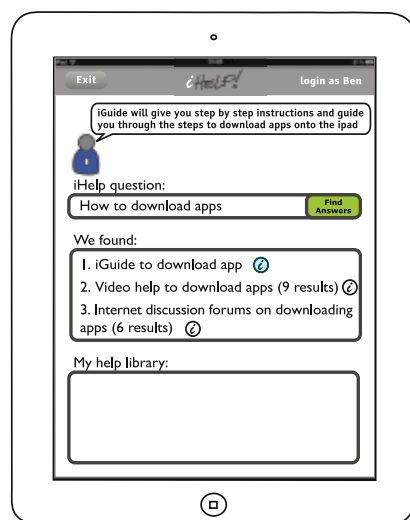 Exit
iHELP!
login as Ben
iGuide will give you step by step instructions and guide
you through the steps to download apps onto the ipad
iHelp question:
How to download apps
Find
Answers
We found:
1. iGuide to download app i
2. Video help to download apps (9 results) i
3. Internet discussion forums on downloading
apps (6 results) i
My help library: